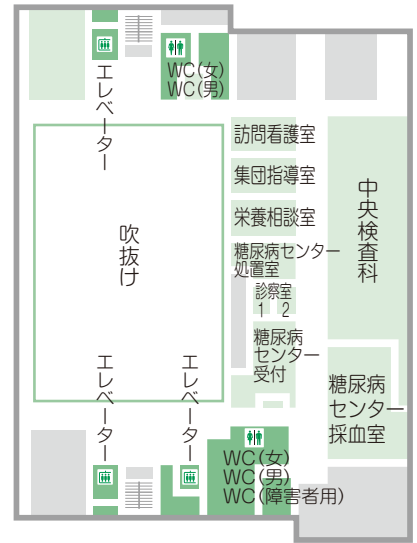 WC(女)
WC(男)
エレベーター
訪問看護室
集団指導室
栄養相談室
糖尿病センター
処置室
診察室
1 2
糖尿病
センター
受付
中央検査科
吹抜け
エレベーター
エレベーター
糖尿病
センター
採血室
WC(女)
WC(男)
WC(障害者用)